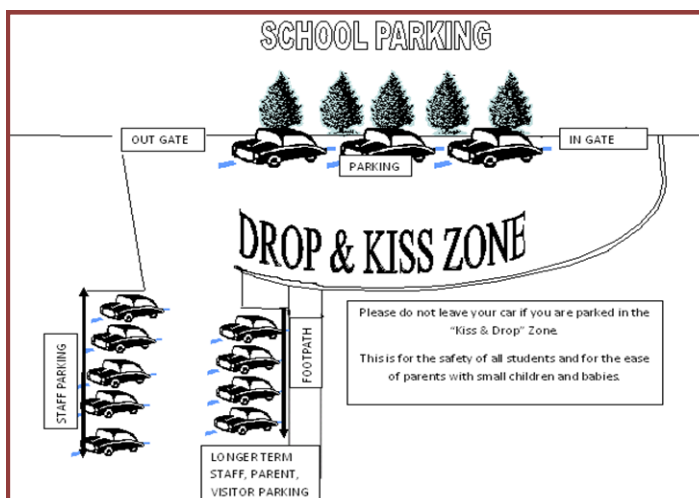 SCHOOL PARKING
OUT GATE
IN GATE
PARKING
DROP & KISS ZONE
Please do not leave your car if you are parked in the
"Kiss & Drop" Zone.
This is for the safety of all students and for the ease
of parents with small children and babies.
STAFF PARKING
FOOTPATH
LONGER TERM
STAFF, PARENT,
VISITOR PARKING